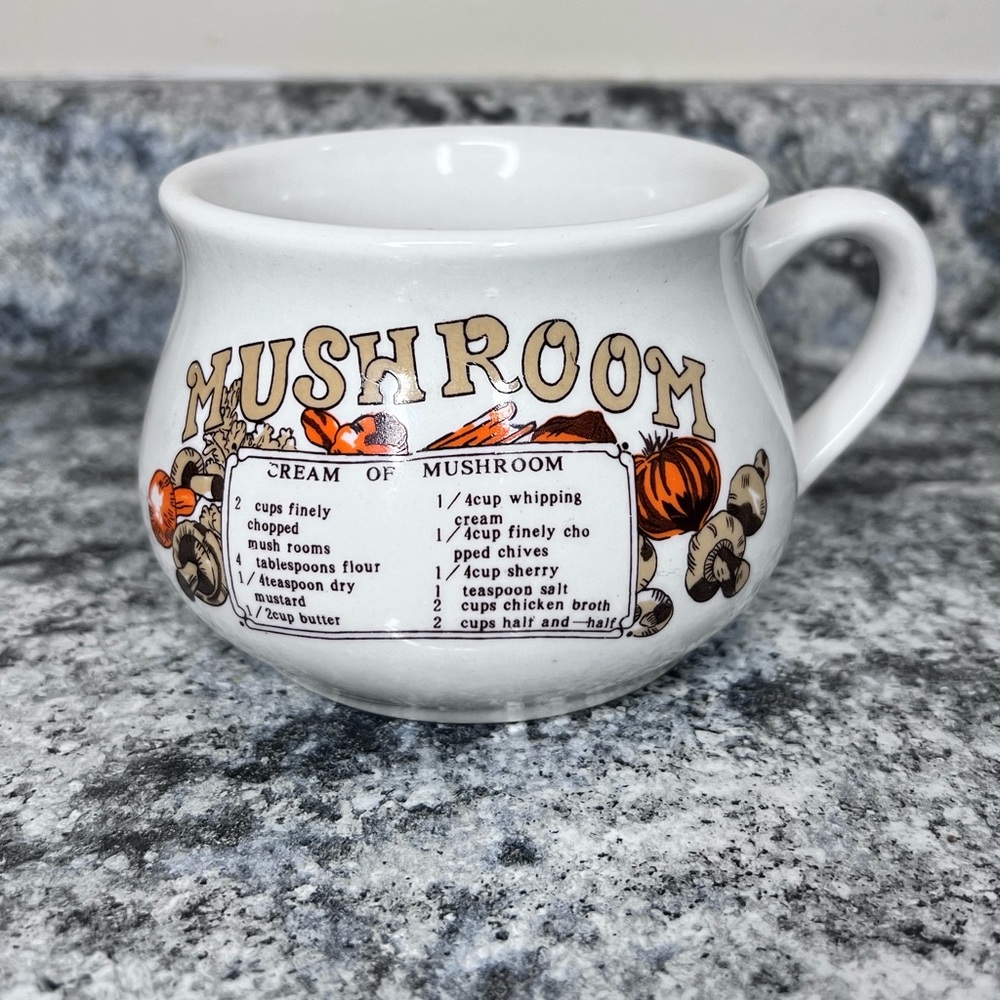 MUSHROOM
CREAM OF MUSHROOM
2 cups finely
chopped
mush rooms
4 tablespoons flour
1/4teaspoon dry
mustard
1/2cup butter
1/4cup whipping
cream
1/4cup finely cho
pped chives
1/4cup sherry
1 teaspoon salt
2 cups chicken broth
2 cups half and—half